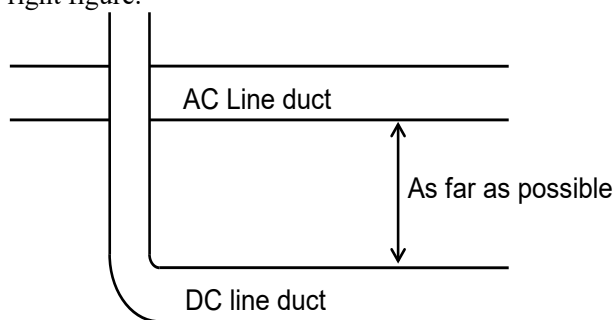 right figure.
AC Line duct
As far as possible
DC line duct